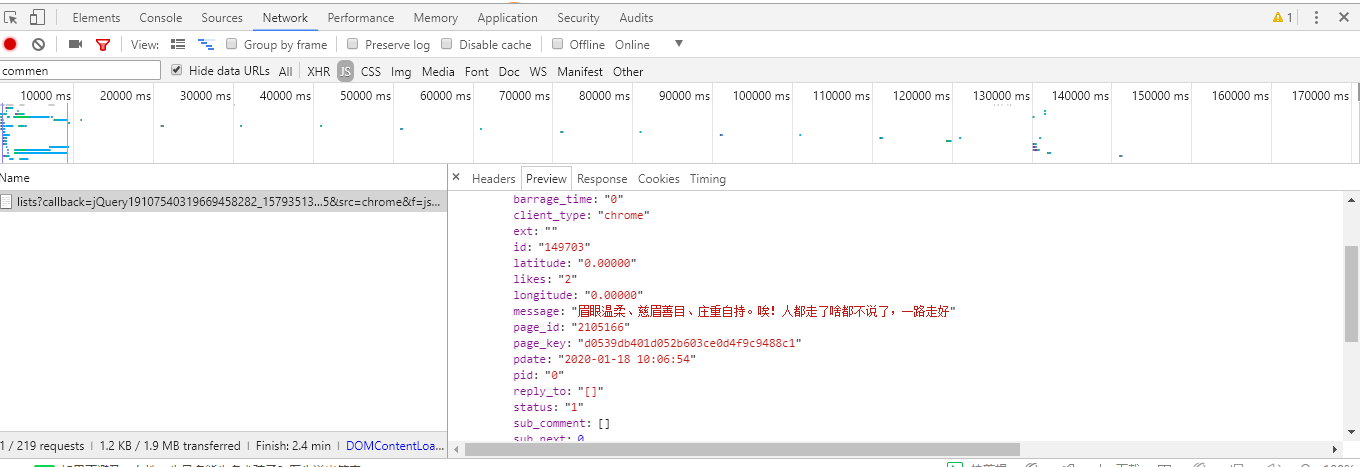 Elements Console Sources Network Performance Memory Application Security Audits 1
View: Group by frame Preserve log Disable cache Offline Online
commen Hide data URLs All XHR JS CSS Img Media Font Doc WS Manifest Other
10000 ms 20000 ms 30000 ms 40000 ms 50000 ms 60000 ms 70000 ms 80000 ms 90000 ms 100000 ms 110000 ms 120000 ms 130000 ms 140000 ms 150000 ms 160000 ms 170000 ms
Name
lists?callback=jQuery19107540319669458282_15793513...5&src=chrome&f=js...
Headers Preview Response Cookies Timing
barrage_time: "0"
client_type: "chrome"
ext: ""
id: "149703"
latitude: "0.00000"
likes: "2"
longitude: "0.00000"
message: "眉眼温柔、慈眉善目、庄重自持。唉！人都走了啥都不说了，一路走好"
page_id: "2105166"
page_key: "d0539db401d052b603ce0d4f9c9488c1"
pdate: "2020-01-18 10:06:54"
pid: "0"
reply_to: "[]"
status: "1"
sub_comment: []
sub_next: 0
1 / 219 requests | 1.2 KB / 1.9 MB transferred | Finish: 2.4 min | DOMContentLoa...